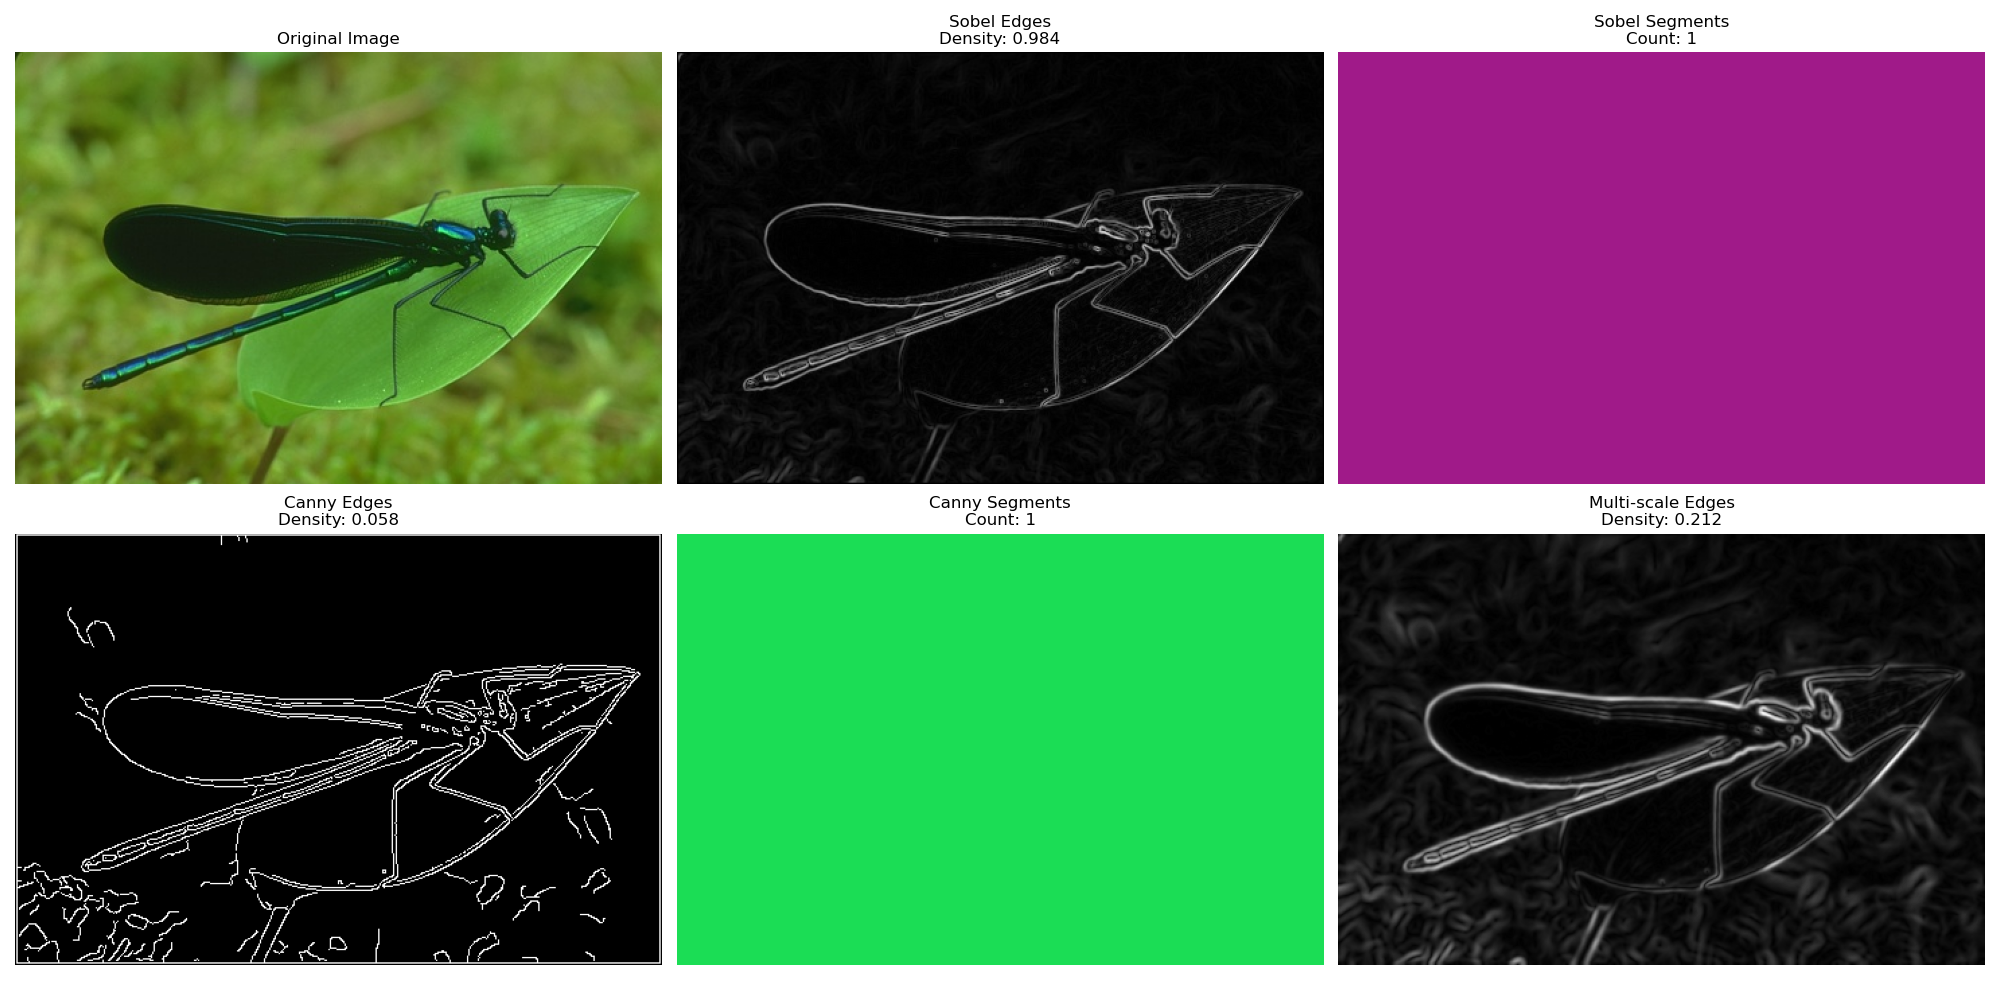 Original Image
Sobel Edges
Density: 0.984
Sobel Segments
Count: 1
Canny Edges
Density: 0.058
Canny Segments
Count: 1
Multi-scale Edges
Density: 0.212